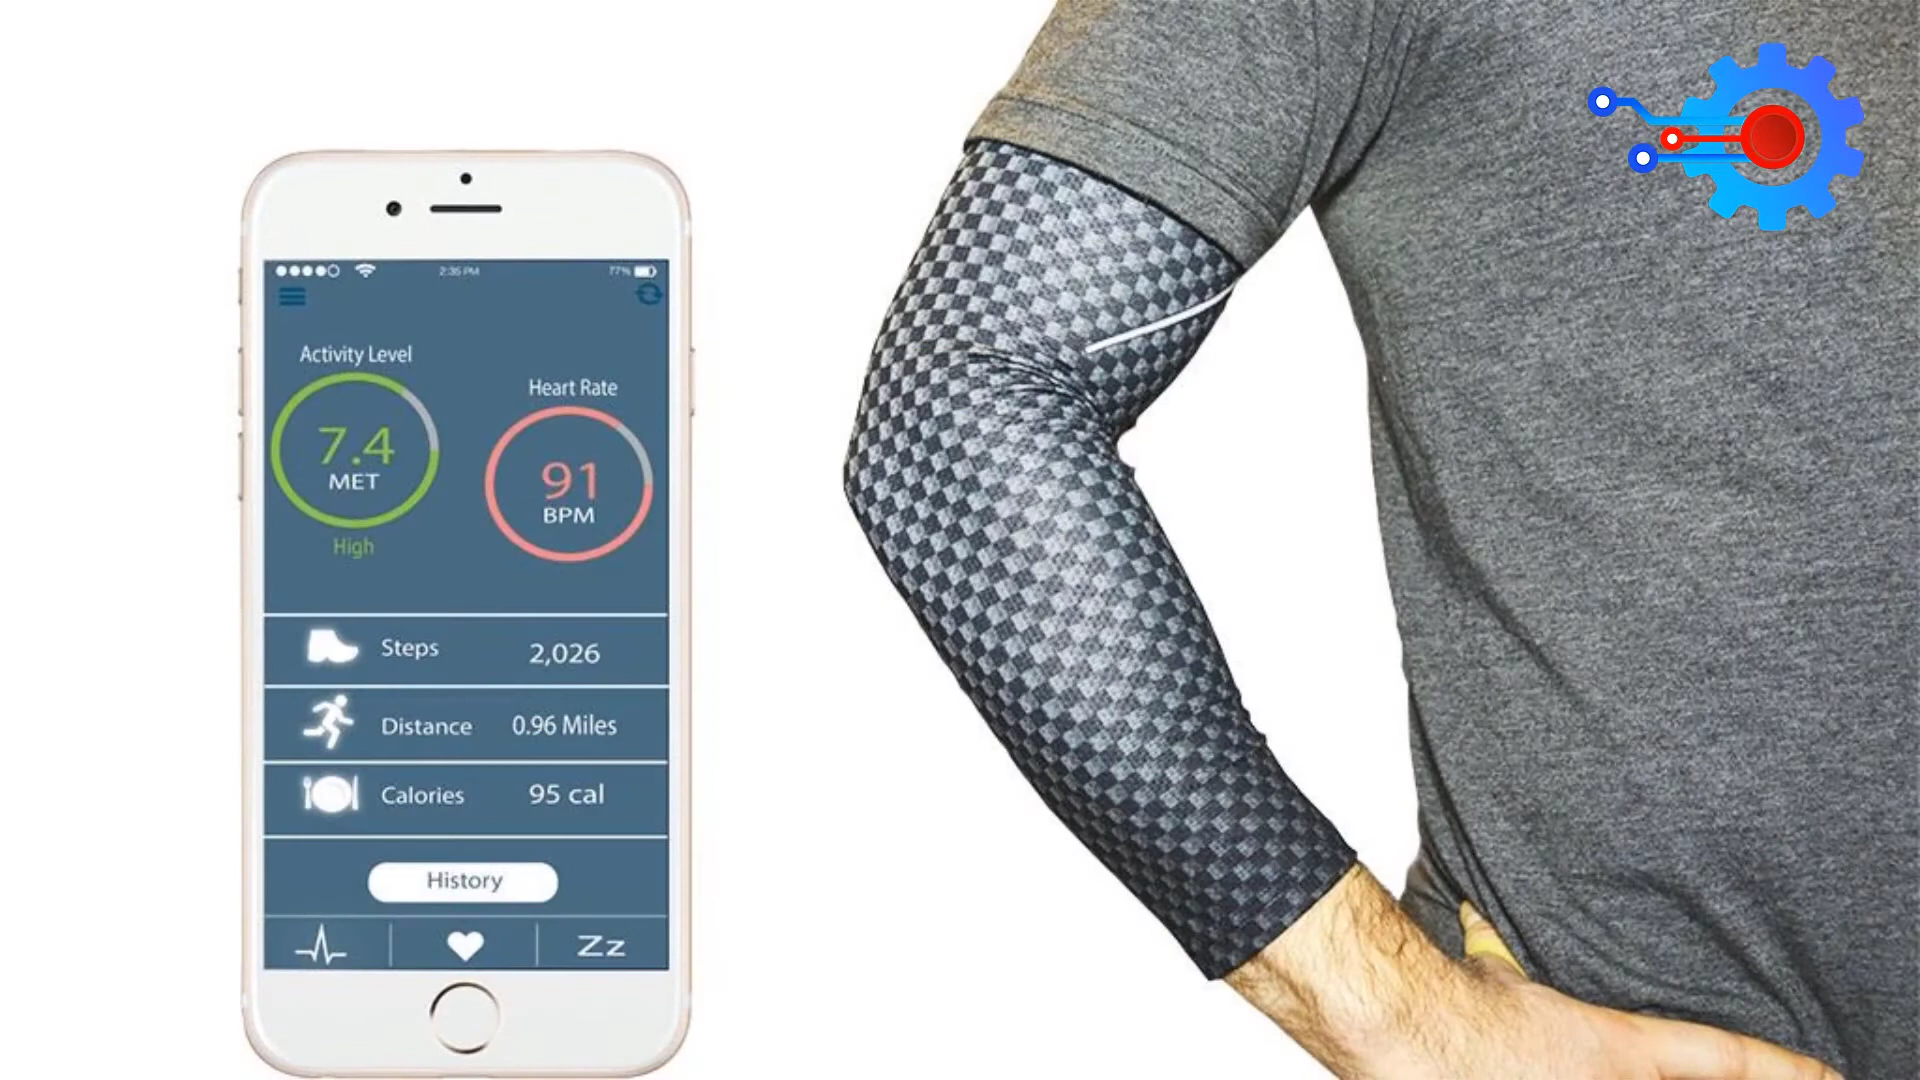 2:35 PM
77%
Activity Level
7.4
MET
High
Heart Rate
91
BPM
Steps 2,026
Distance 0.96 Miles
Calories 95 cal
History
Zz